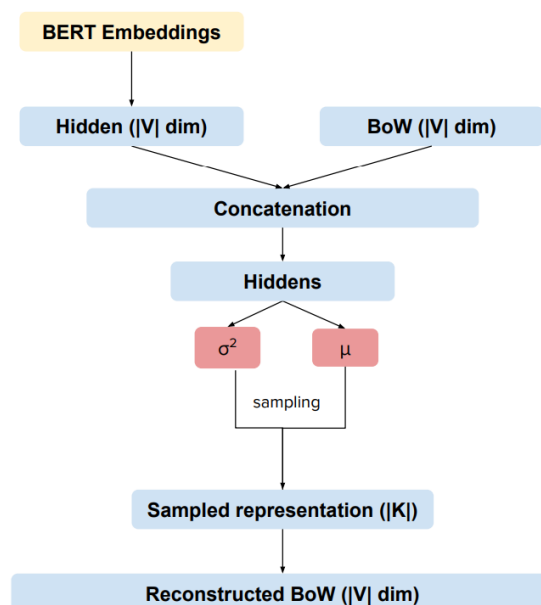 BERT Embeddings
Hidden (|V| dim)
BoW (|V| dim)
Concatenation
Hiddens
σ²
μ
sampling
Sampled representation (|K|)
Reconstructed BoW (|V| dim)